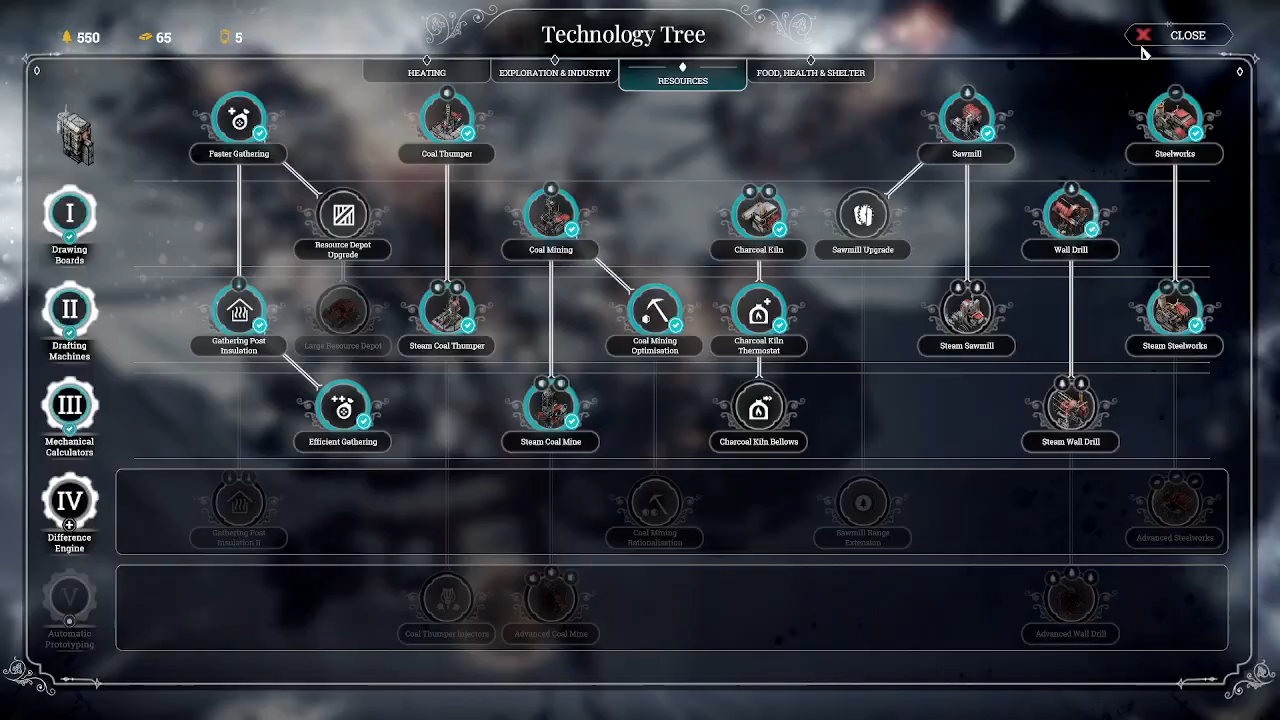 550 65 5
Technology Tree
CLOSE
HEATING EXPLORATION & INDUSTRY RESOURCES FOOD, HEALTH & SHELTER
Faster Gathering Coal Thumper Sawmill Steelworks
I
Drawing
Boards
Resource Depot
Upgrade
Coal Mining Charcoal Kiln Sawmill Upgrade Wall Drill
II
Drafting
Machines
Gathering Post
Insulation
Large Resource Depot
Steam Coal Thumper
Coal Mining
Optimisation
Charcoal Kiln
Thermostat
Steam Sawmill
Steam Steelworks
III
Mechanical
Calculators
Efficient Gathering Steam Coal Mine Charcoal Kiln Bellows Steam Wall Drill
IV
Difference
Engine
Gathering Post
Insulation II
Coal Mining
Rationalisation
Sawmill Range
Extension
Advanced Steelworks
V
Automatic
Prototyping
Coal Thumper Injectors Advanced Coal Mine Advanced Wall Drill